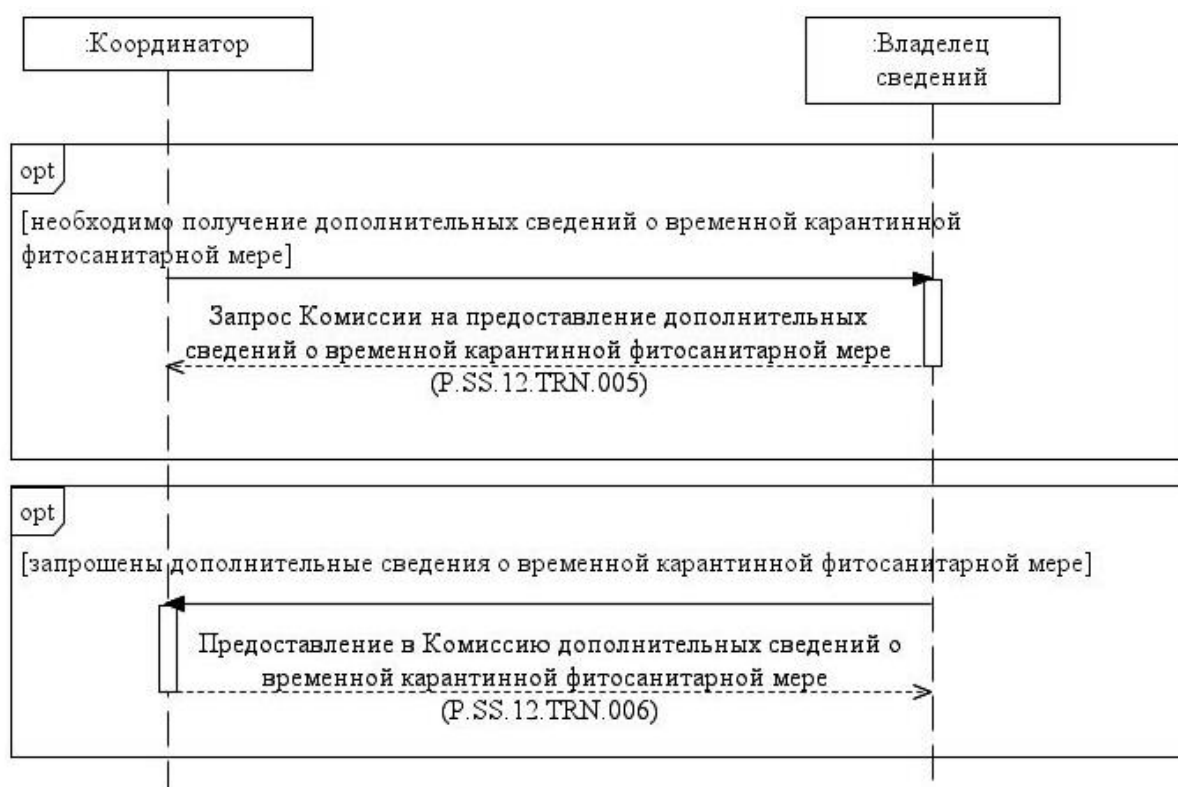 :Координатор
:Владелец
сведений
opt
[необходимо получение дополнительных сведений о временной карантинной
фитосанитарной мере]
Запрос Комиссии на предоставление дополнительных
сведений о временной карантинной фитосанитарной мере
(P.SS.12.TRN.005)
opt
[запрошены дополнительные сведения о временной карантинной фитосанитарной мере]
Предоставление в Комиссию дополнительных сведений о
временной карантинной фитосанитарной мере
(P.SS.12.TRN.006)